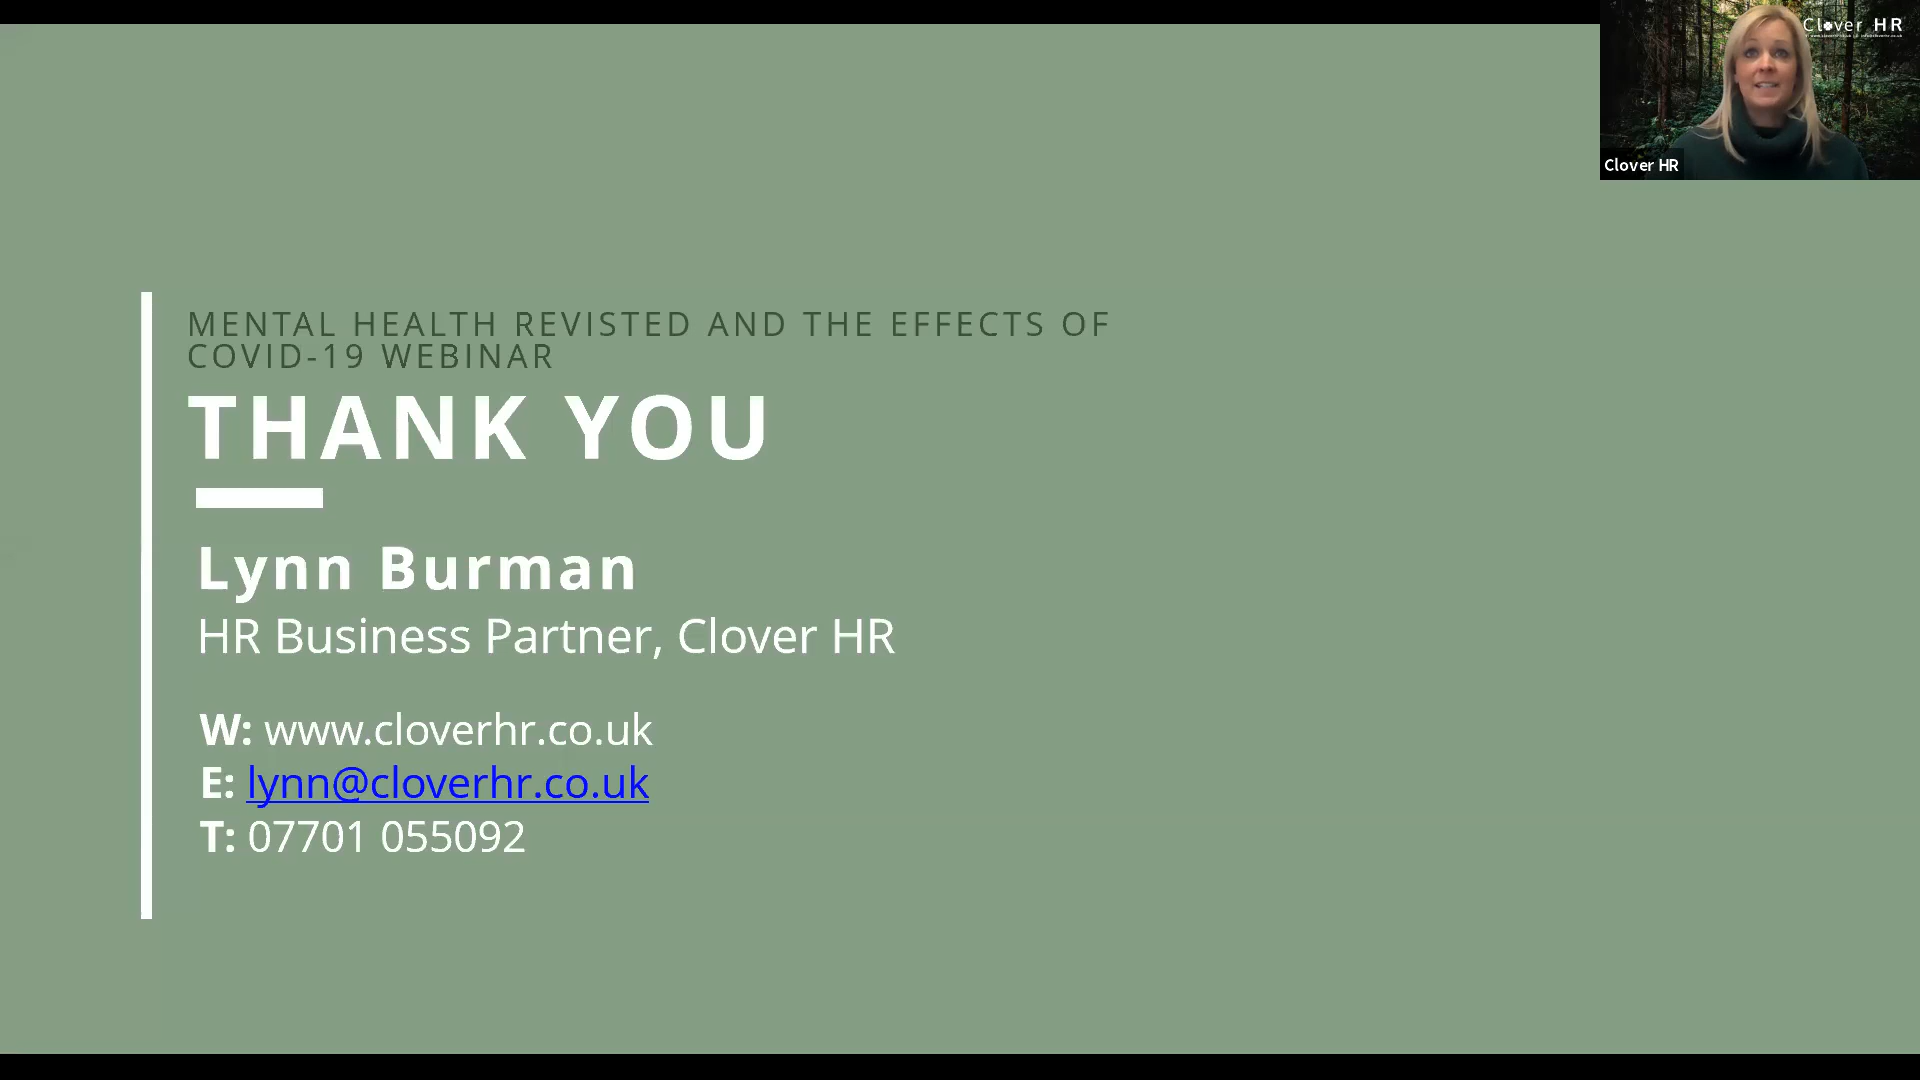 Clover HR
Clover HR
MENTAL HEALTH REVISTED AND THE EFFECTS OF
COVID-19 WEBINAR
THANK YOU
Lynn Burman
HR Business Partner, Clover HR
W: www.cloverhr.co.uk
E: lynn@cloverhr.co.uk
T: 07701 055092